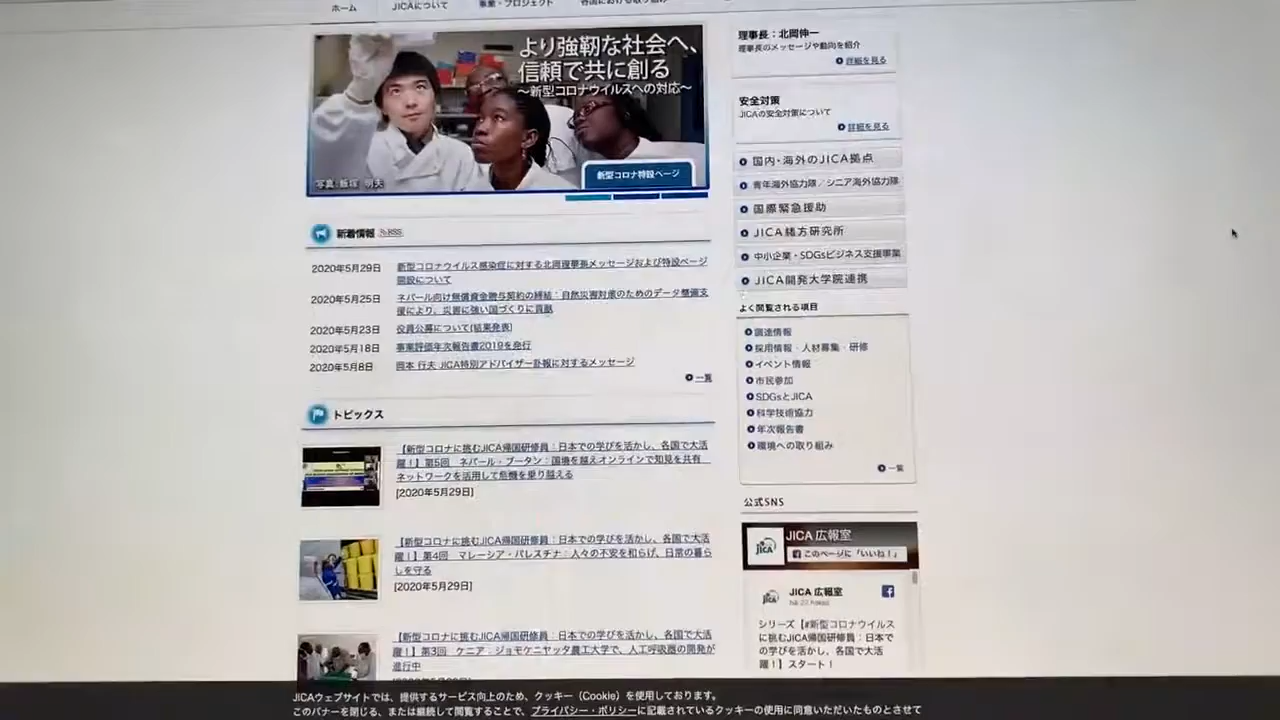 ホーム
JICAについて
事業・プロジェクト
より強靭な社会へ、
信頼で共に創る
～新型コロナウイルスへの対応～
写真:飯塚 明夫
新型コロナ特設ページ
新着情報 RSS
2020年5月29日 新型コロナウイルス感染症に対する北岡理事長メッセージおよび特設ページ
開設について
2020年5月25日 ネパール向け無償資金贈与契約の締結:自然災害対策のためのデータ整備支
援により、災害に強い国づくりに貢献
2020年5月23日 役員公募について(結果発表)
2020年5月18日 事業評価年次報告書2019を発行
2020年5月8日 岡本 行夫 JICA特別アドバイザー訃報に対するメッセージ
一覧
トピックス
【新型コロナに挑むJICA帰国研修員:日本での学びを活かし、各国で大活
躍!】第5回 ネパール・ブータン:国境を越えオンラインで知見を共有
ネットワークを活用して危機を乗り越える
[2020年5月29日]
【新型コロナに挑むJICA帰国研修員:日本での学びを活かし、各国で大活
躍!】第4回 マレーシア・パレスチナ:人々の不安を和らげ、日常の暮ら
しを守る
[2020年5月29日]
【新型コロナに挑むJICA帰国研修員:日本での学びを活かし、各国で大活
躍!】第3回 ケニア・ジョモケニヤッタ農工大学で、人工呼吸器の開発が
進行中
理事長:北岡伸一
理事長のメッセージや動向を紹介
詳細を見る
安全対策
JICAの安全対策について
詳細を見る
国内・海外のJICA拠点
青年海外協力隊/シニア海外協力隊
国際緊急援助
JICA緒方研究所
中小企業・SDGsビジネス支援事業
JICA開発大学院連携
よく閲覧される項目
調達情報
採用情報・人材募集・研修
イベント情報
市民参加
SDGsとJICA
科学技術協力
年次報告書
環境への取り組み
一覧
公式SNS
JICA 広報室
このページに「いいね!」
JICA 広報室
シリーズ【#新型コロナウイルス
に挑むJICA帰国研修員:日本で
の学びを活かし、各国で大活
躍!】スタート!
JICAウェブサイトでは、提供するサービス向上のため、クッキー(Cookie)を使用しております。
このバナーを閉じる、または継続して閲覧することで、プライバシー・ポリシーに記載されているクッキーの使用に同意いただいたものとさせて